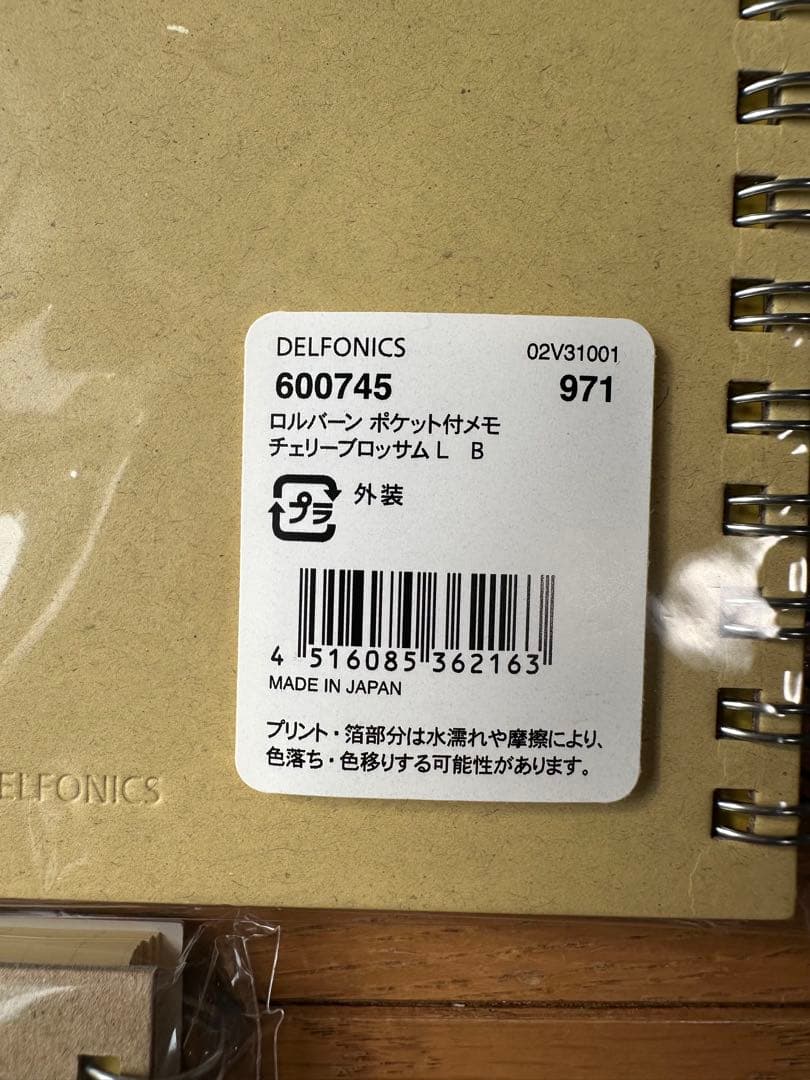 DELFONICS 02V31001
600745 971
ロルバーン ポケット付メモ
チェリーブロッサム L B
プラ 外装
4 516085 362163
MADE IN JAPAN
プリント・箔部分は水濡れや摩擦により、
色落ち・色移りする可能性があります。
ELFONICS